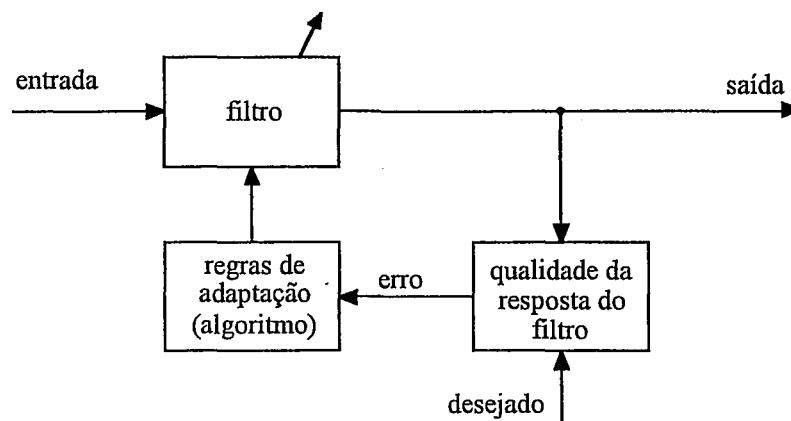 entrada
filtro
saída
regras de
adaptação
(algoritmo)
erro
qualidade da
resposta do
filtro
desejado